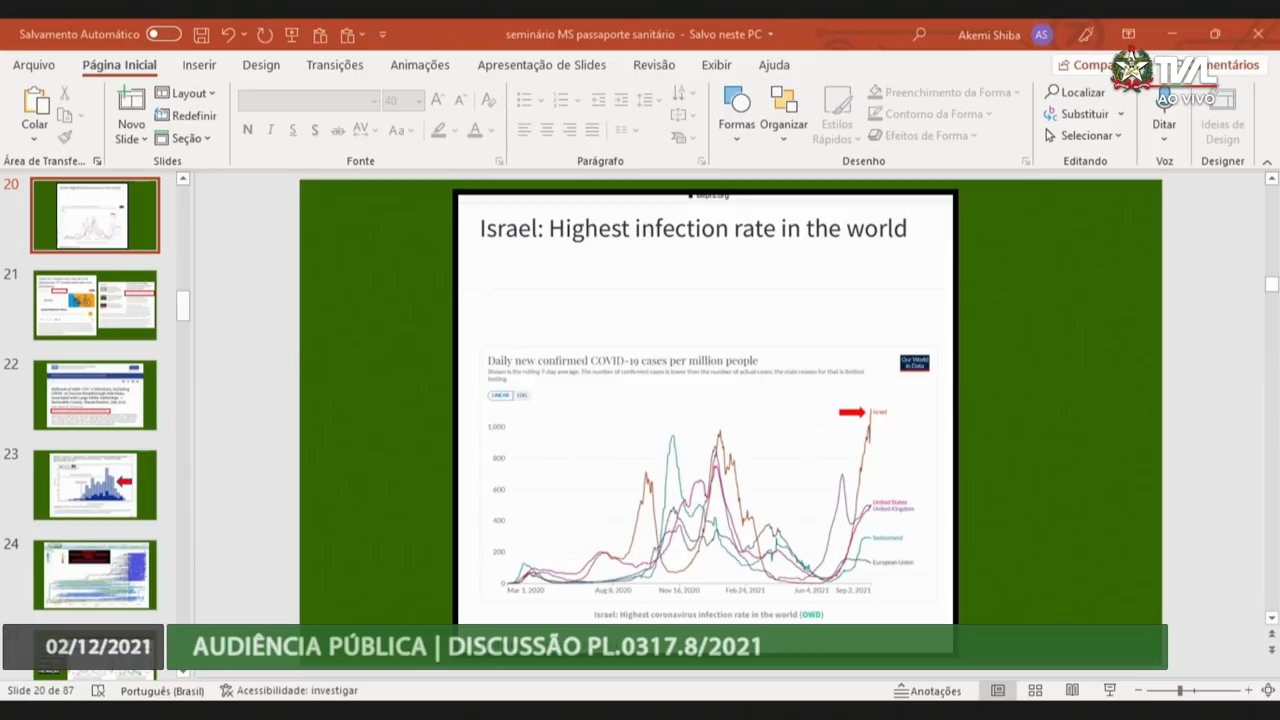 Salvamento Automático
seminário MS passaporte sanitário - Salvo neste PC
Akemi Shiba
AS
Arquivo Página Inicial Inserir Design Transições Animações Apresentação de Slides Revisão Exibir Ajuda
TVAL
AO VIVO
Colar
Novo Slide
Layout
Redefinir
Seção
40
N I S ab AV Aa A
Formas
Organizar
Estilos Rápidos
Preenchimento da Forma
Contorno da Forma
Efeitos de Forma
Localizar
Substituir
Selecionar
Ditar
Ideias de Design
Área de Transfe...
Slides
Fonte
Parágrafo
Desenho
Editando
Voz
Designer
20
21
22
23
24
Israel: Highest infection rate in the world
Daily new confirmed COVID-19 cases per million people
Shown is the rolling 7-day average. The number of confirmed cases is lower than the number of actual cases; the main reason for that is limited
testing.
Our World in Data
LINEAR LOG
1,000
800
600
400
200
0
Israel
United States
United Kingdom
Switzerland
European Union
Mar 1, 2020 Aug 8, 2020 Nov 16, 2020 Feb 24, 2021 Jun 4, 2021 Sep 2, 2021
Israel: Highest coronavirus infection rate in the world (OWD)
02/12/2021
AUDIÊNCIA PÚBLICA | DISCUSSÃO PL.0317.8/2021
Slide 20 de 87
Português (Brasil)
Acessibilidade: investigar
Anotações